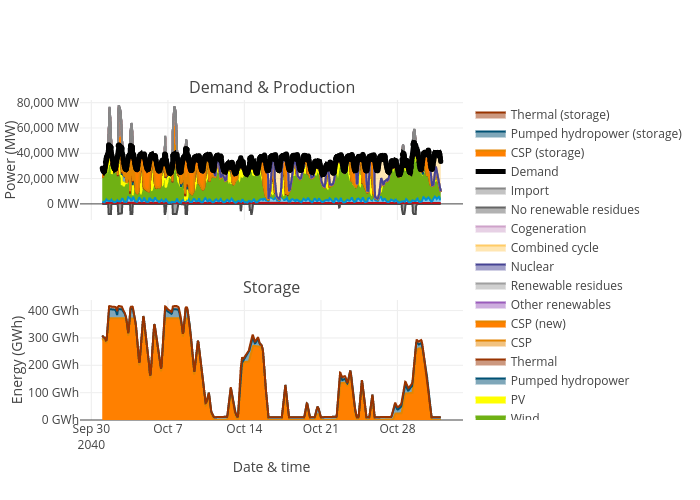 Demand & Production
80,000 MW
60,000 MW
40,000 MW
20,000 MW
0 MW
Power (MW)
Thermal (storage)
Pumped hydropower (storage)
CSP (storage)
Demand
Import
No renewable residues
Cogeneration
Combined cycle
Nuclear
Renewable residues
Other renewables
CSP (new)
CSP
Thermal
Pumped hydropower
PV
Wind
Storage
400 GWh
300 GWh
200 GWh
100 GWh
0 GWh
Energy (GWh)
Sep 30
2040
Oct 7
Oct 14
Oct 21
Oct 28
Date & time